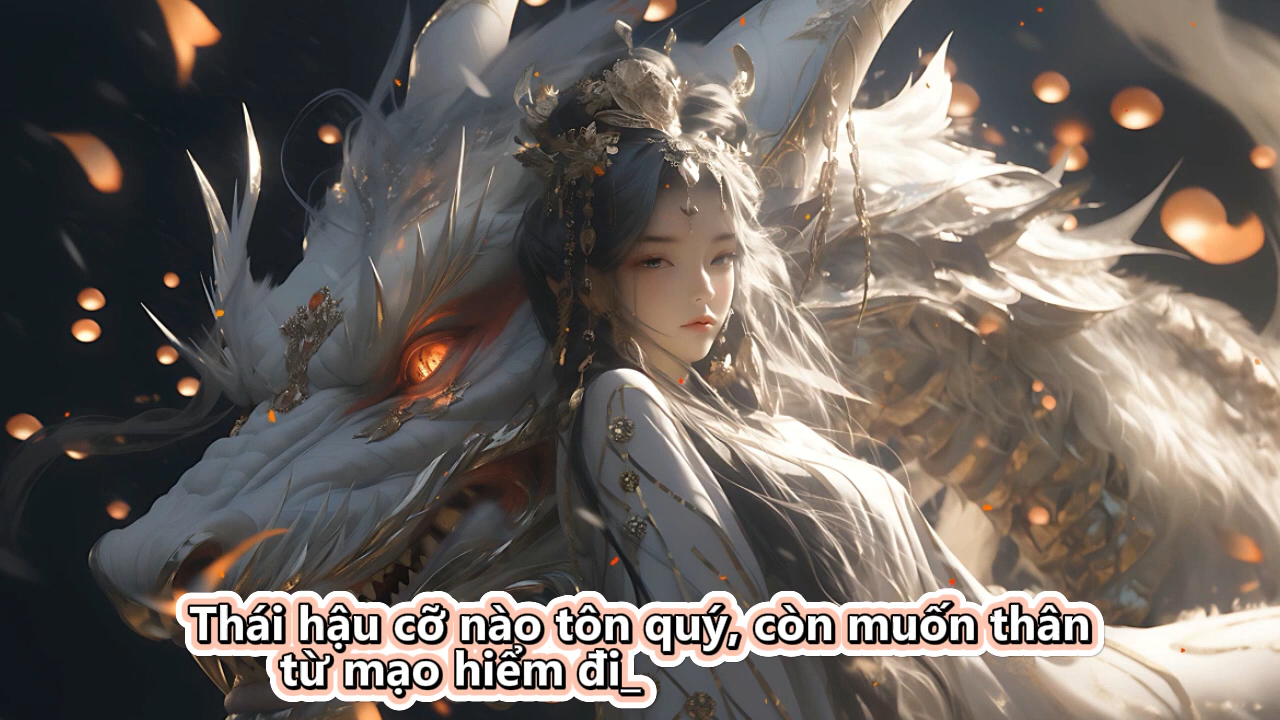 Thái hậu cỡ nào tôn quý, còn muốn thân
từ mạo hiểm đi_